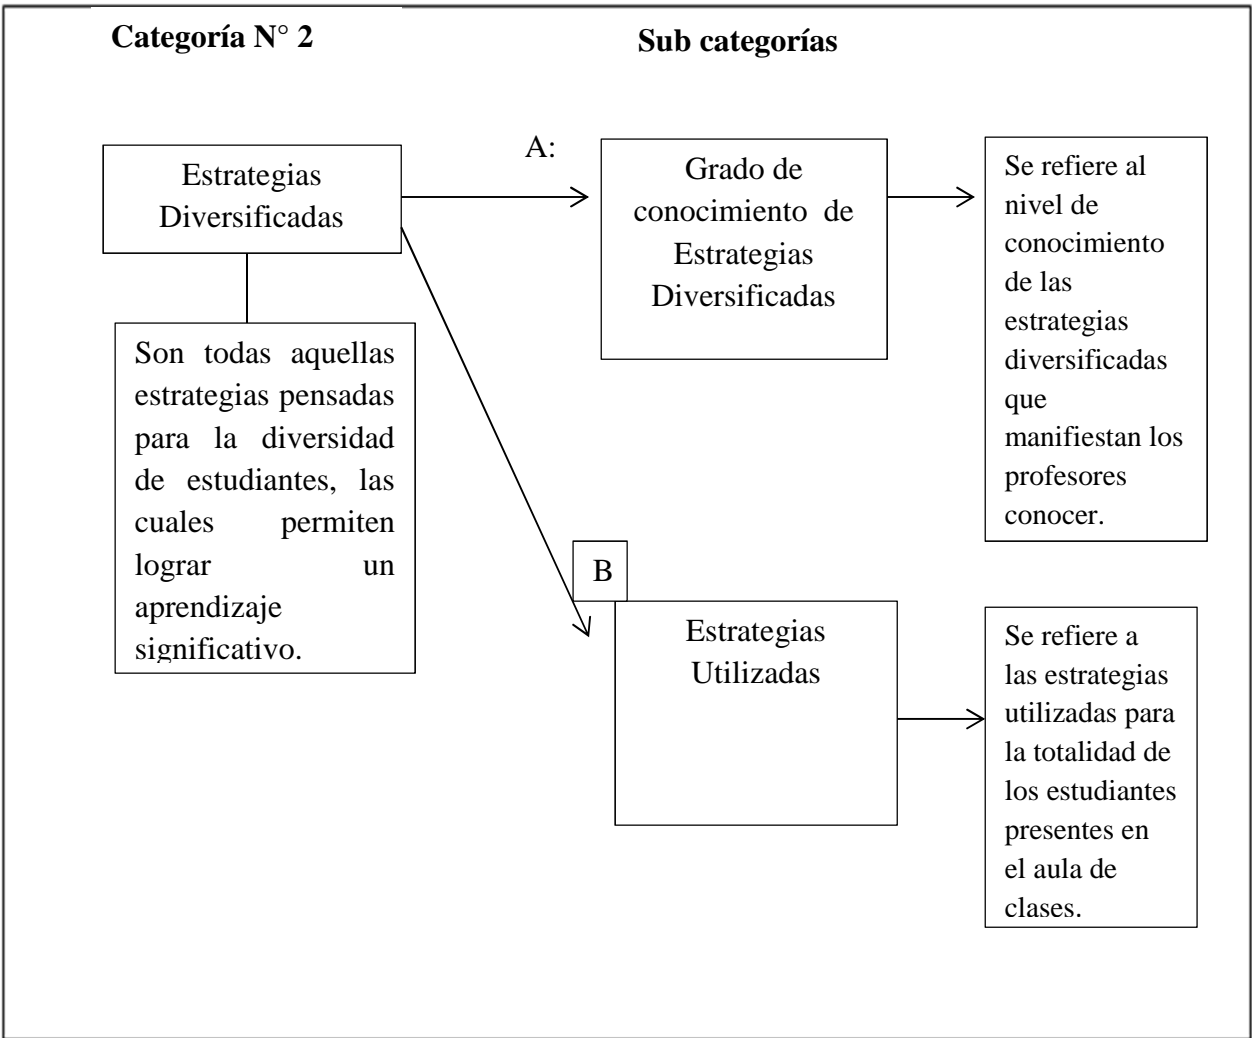 Categoría N° 2
Sub categorías
Estrategias
Diversificadas
Son todas aquellas
estrategias pensadas
para la diversidad
de estudiantes, las
cuales permiten
lograr un
aprendizaje
significativo.
A:
Grado de
conocimiento de
Estrategias
Diversificadas
Se refiere al
nivel de
conocimiento
de las
estrategias
diversificadas
que
manifiestan los
profesores
conocer.
B
Estrategias
Utilizadas
Se refiere a
las estrategias
utilizadas para
la totalidad de
los estudiantes
presentes en
el aula de
clases.